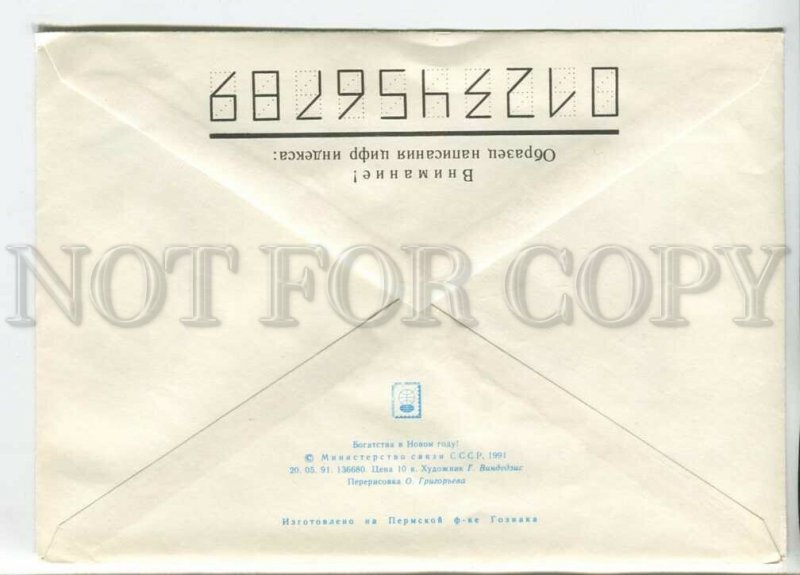 Внимание!
Образец написания цифр индекса:
0123456789
NOT FOR COPY
Богатства в Новом году!
© Министерство связи СССР, 1991
20. 05. 91. 136680. Цена 10 к. Художник Г. Виндедзис
Перерисовка О. Григорьева
Изготовлено на Пермской ф-ке Гознака